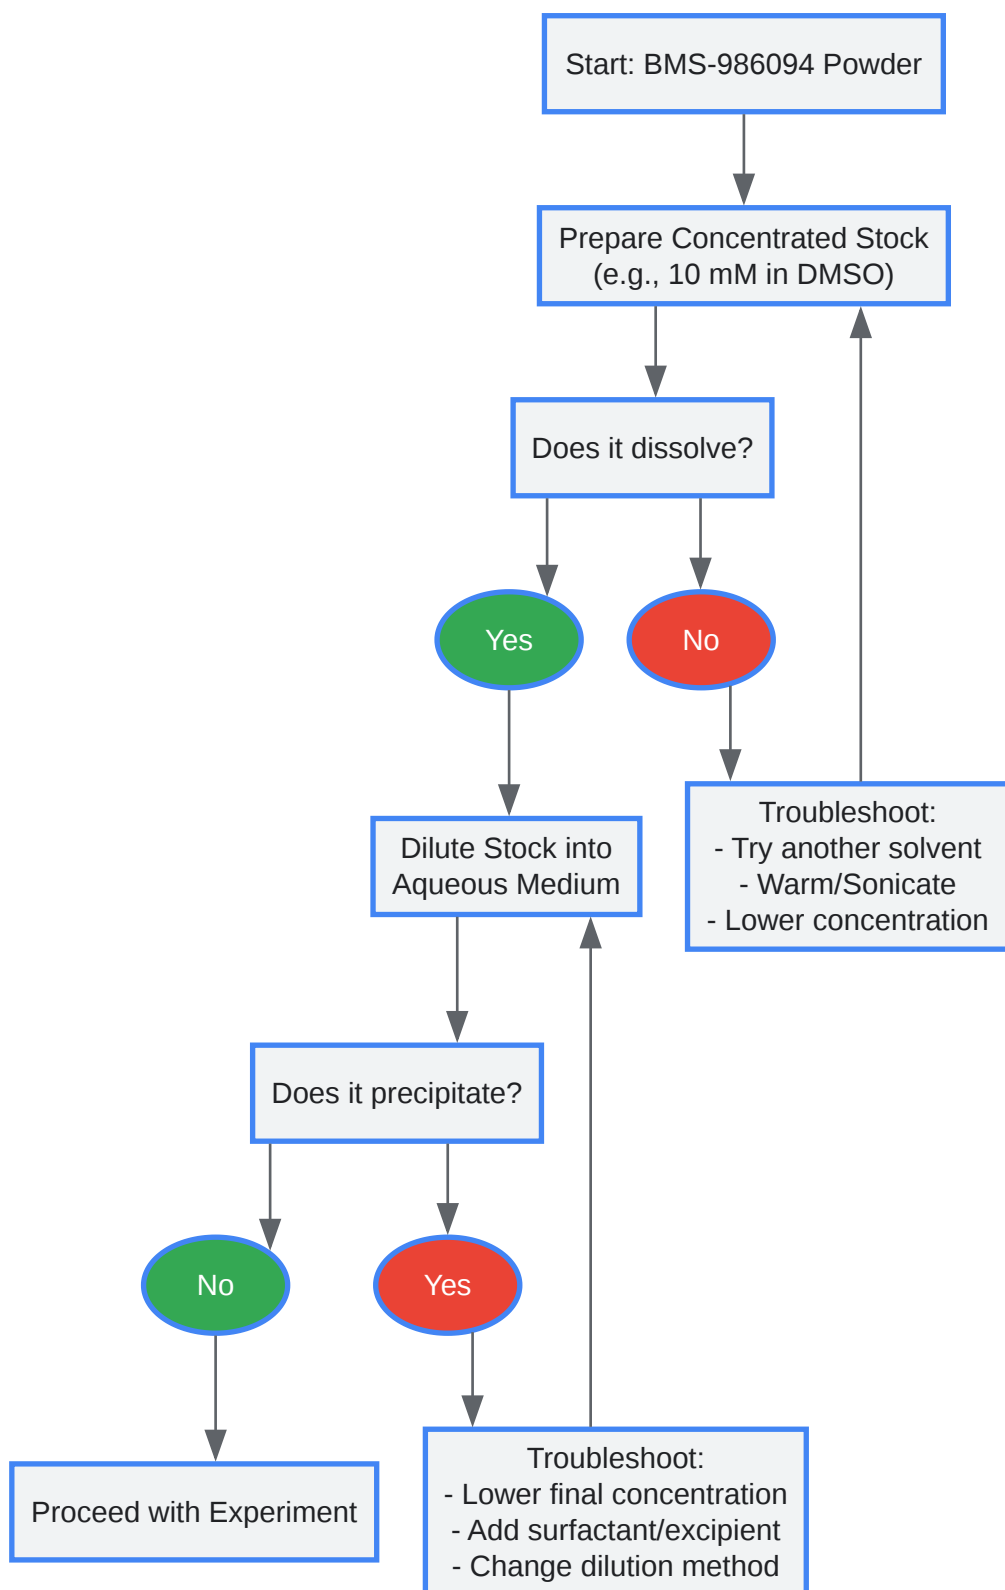 Start: BMS-986094 Powder
Prepare Concentrated Stock
(e.g., 10 mM in DMSO)
Does it dissolve?
Yes
No
Troubleshoot:
- Try another solvent
- Warm/Sonicate
- Lower concentration
Dilute Stock into
Aqueous Medium
Does it precipitate?
No
Yes
Troubleshoot:
- Lower final concentration
- Add surfactant/excipient
- Change dilution method
Proceed with Experiment